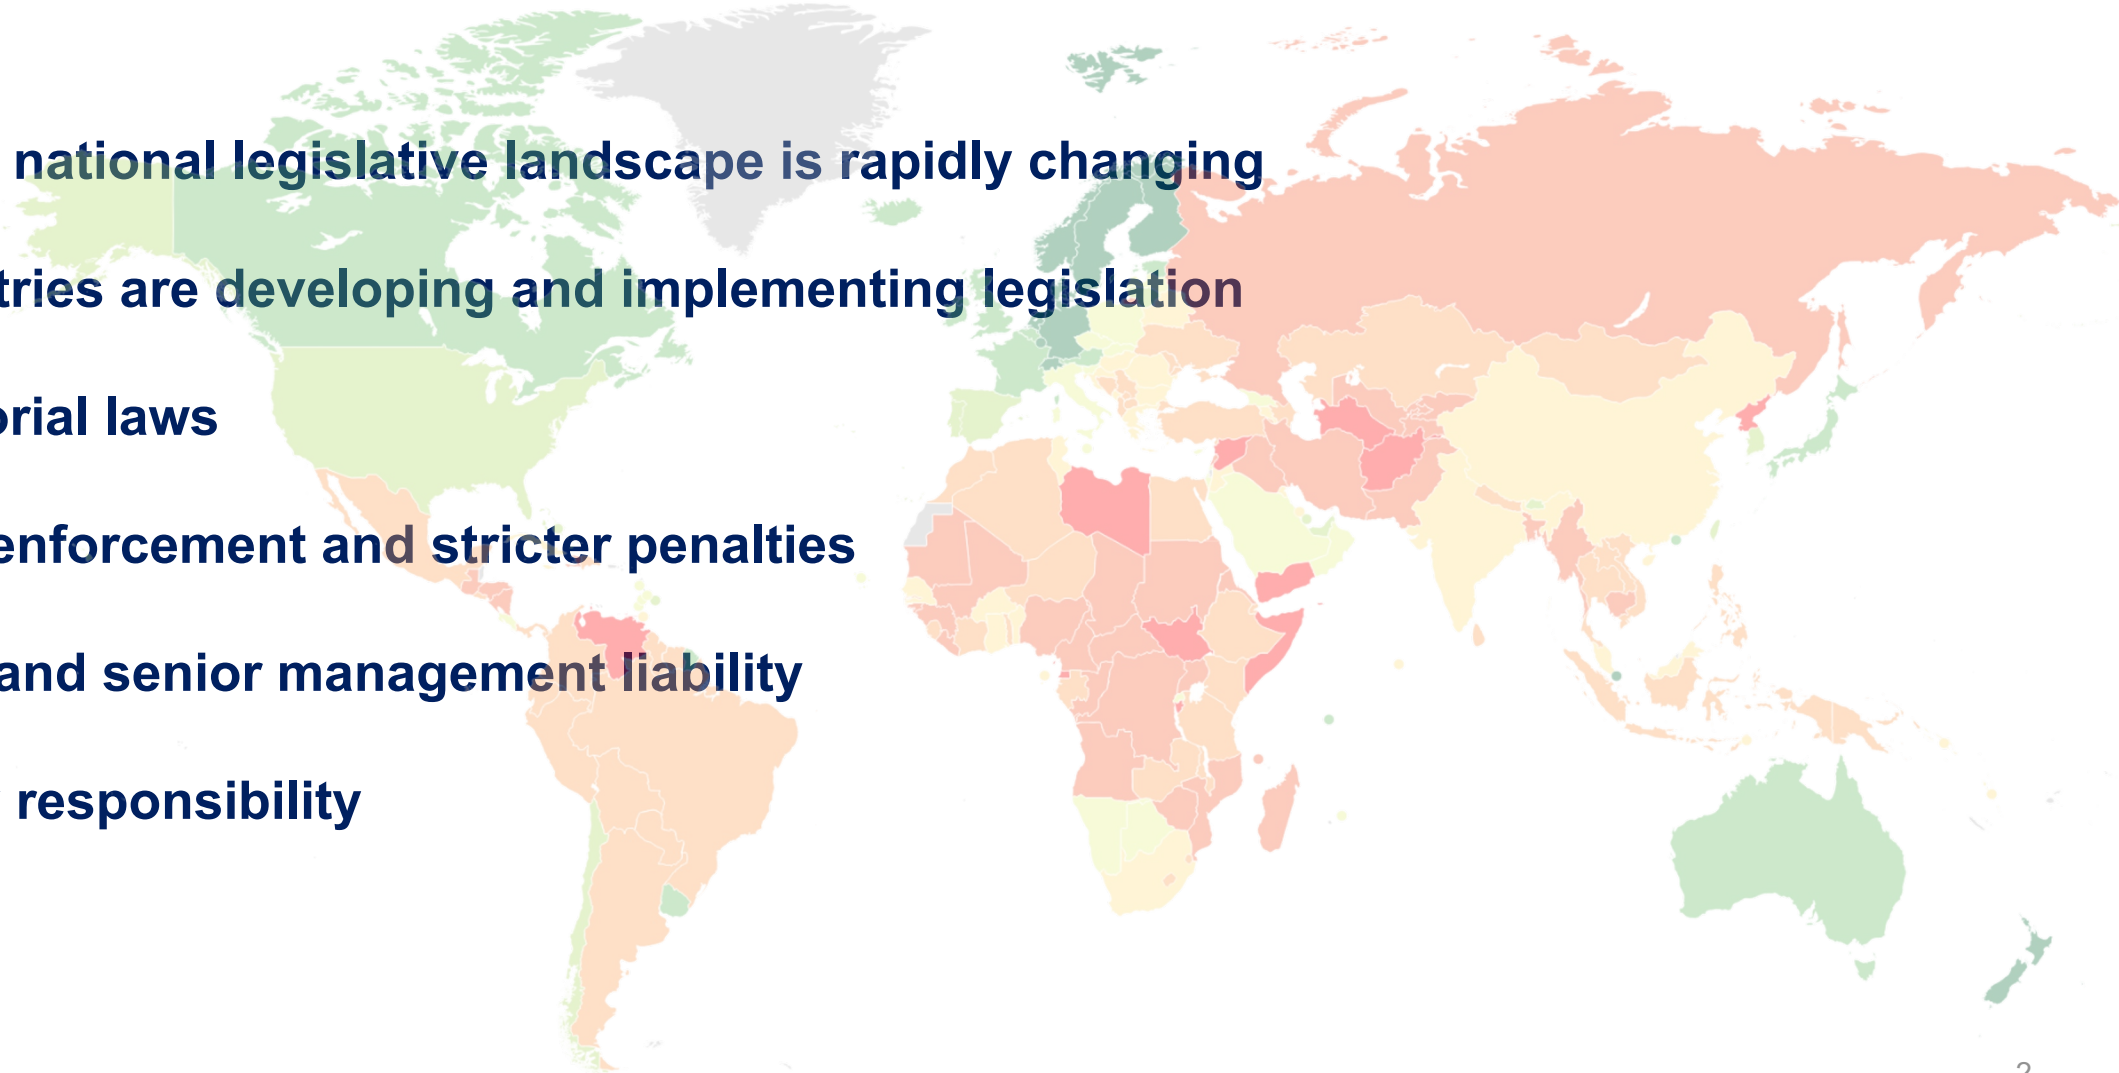 national legislative landscape is rapidly changing
tries are developing and implementing legislation
orial laws
enforcement and stricter penalties
and senior management liability
responsibility
2